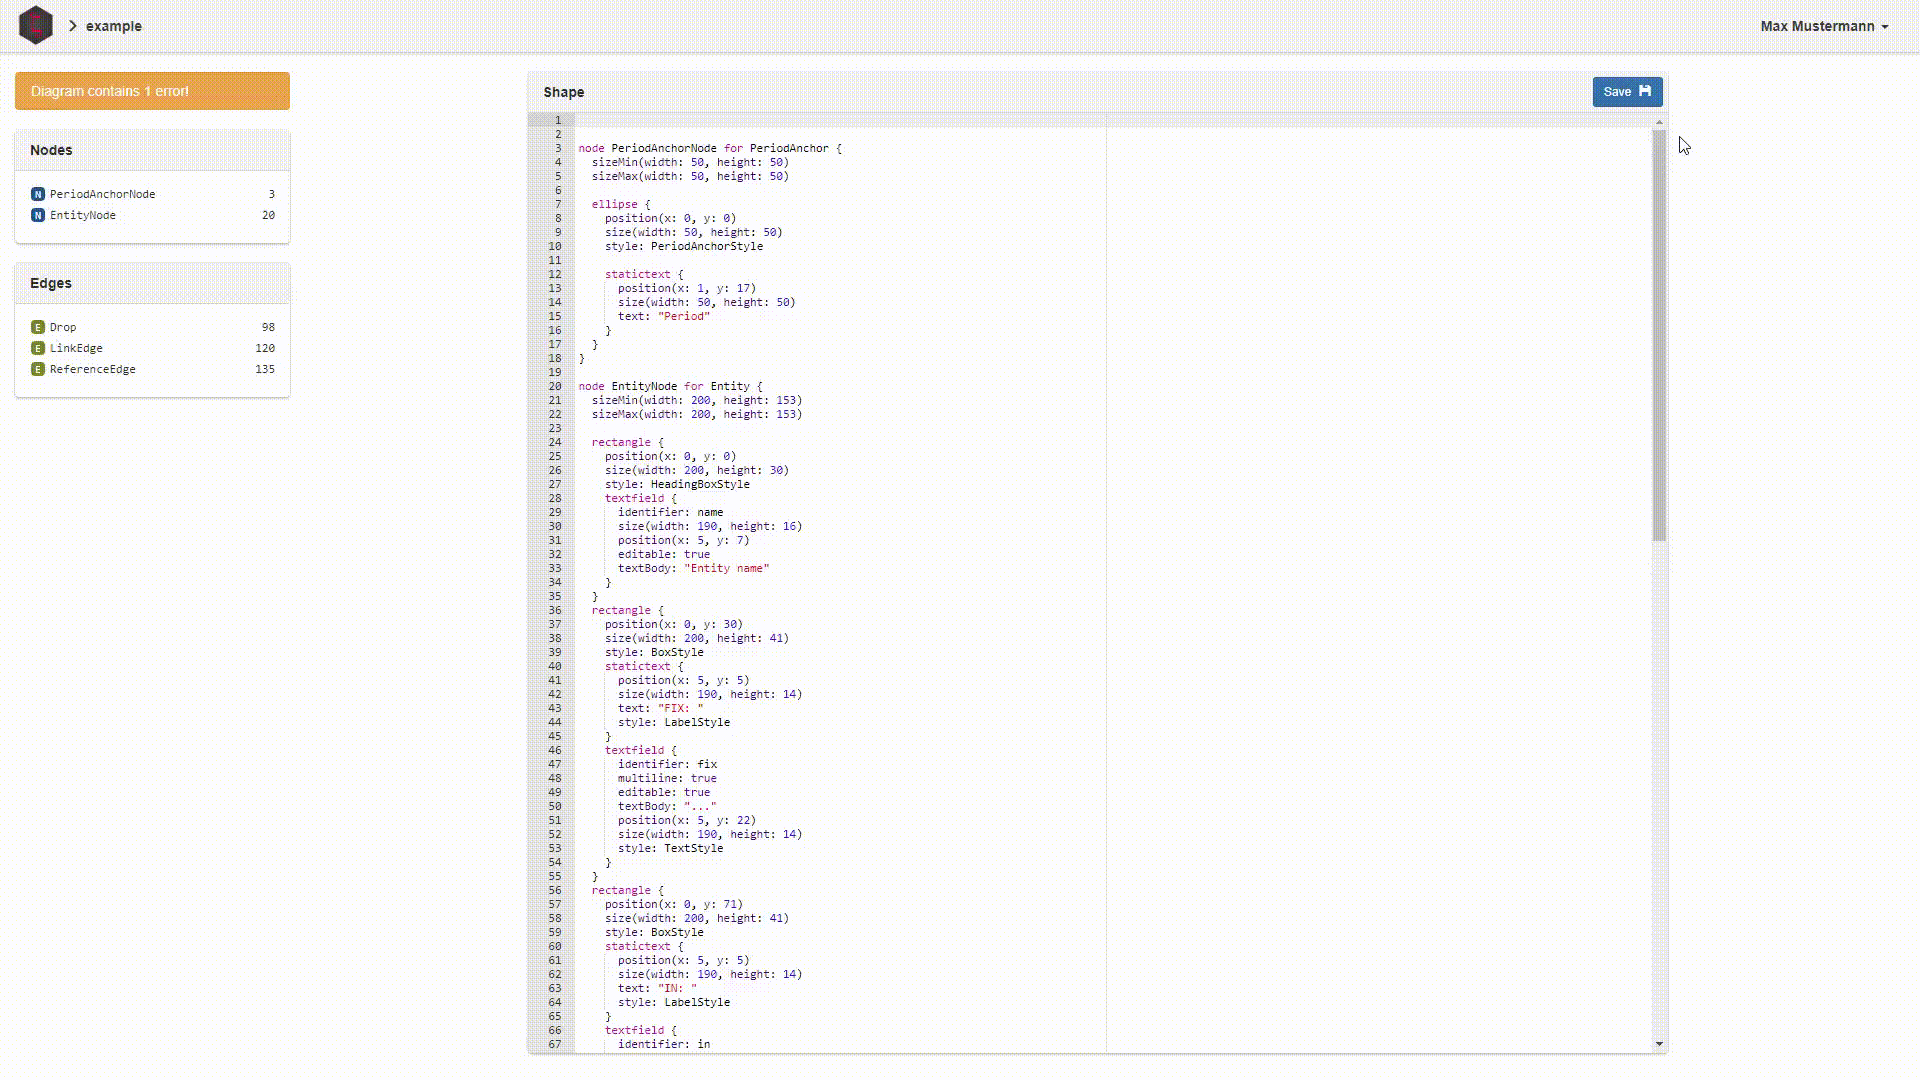 example
Max Mustermann
Diagram contains 1 error!
Nodes
N PeriodAnchorNode 3
N EntityNode 20
Edges
E Drop 98
E LinkEdge 120
E ReferenceEdge 135
Shape
Save
1
2
3 node PeriodAnchorNode for PeriodAnchor {
4 sizeMin(width: 50, height: 50)
5 sizeMax(width: 50, height: 50)
6
7 ellipse {
8 position(x: 0, y: 0)
9 size(width: 50, height: 50)
10 style: PeriodAnchorStyle
11
12 statictext {
13 position(x: 1, y: 17)
14 size(width: 50, height: 50)
15 text: "Period"
16 }
17 }
18 }
19
20 node EntityNode for Entity {
21 sizeMin(width: 200, height: 153)
22 sizeMax(width: 200, height: 153)
23
24 rectangle {
25 position(x: 0, y: 0)
26 size(width: 200, height: 30)
27 style: HeadingBoxStyle
28 textfield {
29 identifier: name
30 size(width: 190, height: 16)
31 position(x: 5, y: 7)
32 editable: true
33 textBody: "Entity name"
34 }
35 }
36 rectangle {
37 position(x: 0, y: 30)
38 size(width: 200, height: 41)
39 style: BoxStyle
40 statictext {
41 position(x: 5, y: 5)
42 size(width: 190, height: 14)
43 text: "FIX: "
44 style: LabelStyle
45 }
46 textfield {
47 identifier: fix
48 multiline: true
49 editable: true
50 textBody: "..."
51 position(x: 5, y: 22)
52 size(width: 190, height: 14)
53 style: TextStyle
54 }
55 }
56 rectangle {
57 position(x: 0, y: 71)
58 size(width: 200, height: 41)
59 style: BoxStyle
60 statictext {
61 position(x: 5, y: 5)
62 size(width: 190, height: 14)
63 text: "IN: "
64 style: LabelStyle
65 }
66 textfield {
67 identifier: in